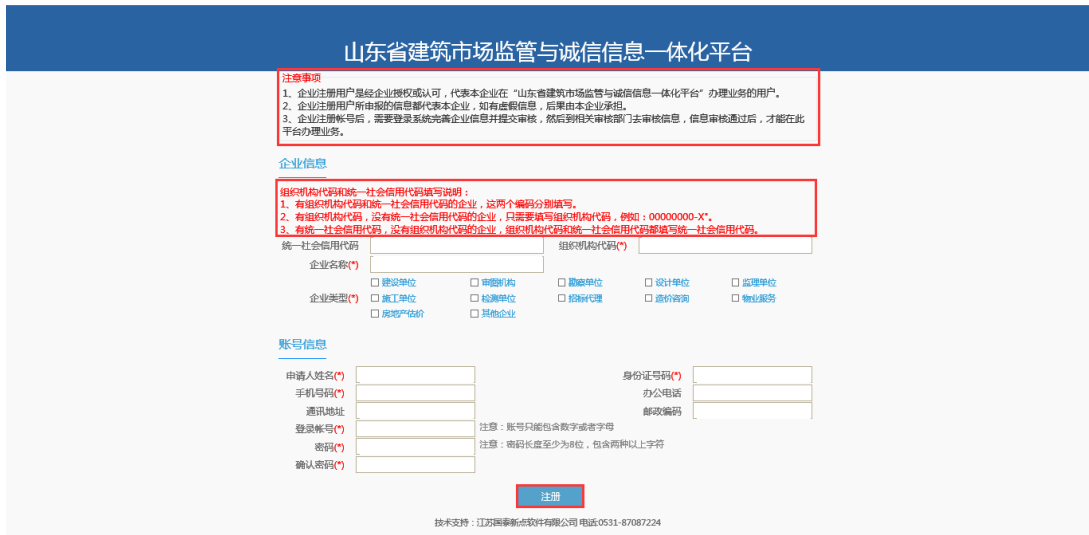 山东省建筑市场监管与诚信信息一体化平台
注意事项
1、企业注册用户是经企业授权或认可，代表本企业在“山东省建筑市场监管与诚信信息一体化平台”办理业务的用户。
2、企业注册用户所申报的信息都代表本企业，如有虚假信息，后果由本企业承担。
3、企业注册帐号后，需要登录系统完善企业信息并提交审核，然后到相关审核部门去审核信息，信息审核通过后，才能在此
平台办理业务。
企业信息
组织机构代码和统一社会信用代码填写说明：
1、有组织机构代码和统一社会信用代码的企业，这两个编码分别填写。
2、有组织机构代码，没有统一社会信用代码的企业，只需要填写组织机构代码，例如：00000000-X"。
3、有统一社会信用代码，没有组织机构代码的企业，组织机构代码和统一社会信用代码都填写统一社会信用代码。
统一社会信用代码 组织机构代码(*)
企业名称(*)
建设单位 审图机构 勘察单位 设计单位 监理单位
企业类型(*) 施工单位 检测单位 招标代理 造价咨询 物业服务
房地产估价 其他企业
账号信息
申请人姓名(*) 身份证号码(*)
手机号码(*) 办公电话
通讯地址 邮政编码
登录帐号(*) 注意：账号只能包含数字或者字母
密码(*) 注意：密码长度至少为8位，包含两种以上字符
确认密码(*)
注册
技术支持：江苏国泰新点软件有限公司 电话:0531-87087224